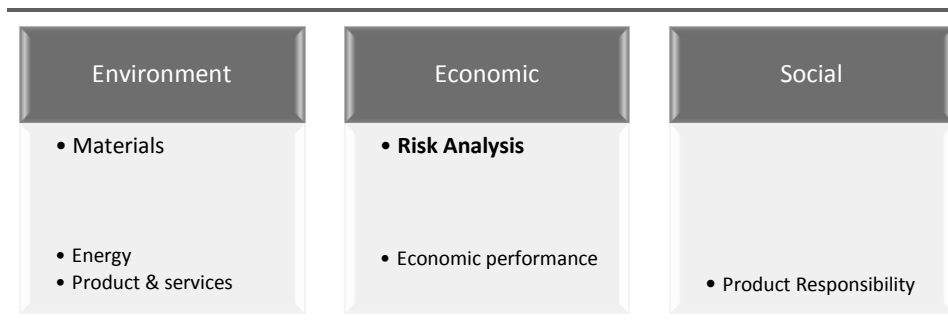 Environment
• Materials
• Energy
• Product & services
Economic
• Risk Analysis
• Economic performance
Social
• Product Responsibility